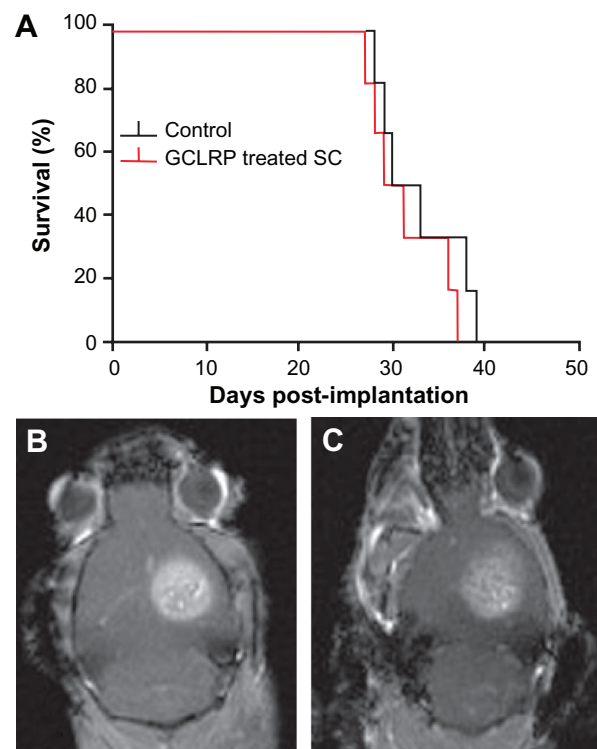 A
Survival (%)
100
80
60
40
20
0
Control
GCLRP treated SC
0 10 20 30 40 50
Days post-implantation
B
C